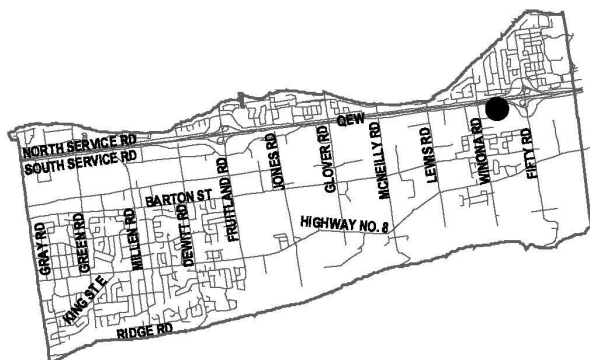 NORTH SERVICE RD
SOUTH SERVICE RD
QEW
BARTON ST
HIGHWAY NO. 8
GRAY RD
GREEN RD
MILLEN RD
DEWITT RD
FRUITLAND RD
JONES RD
GLOVER RD
MCNEILLY RD
LEWIS RD
WINONA RD
FIFTY RD
KING ST E.
RIDGE RD